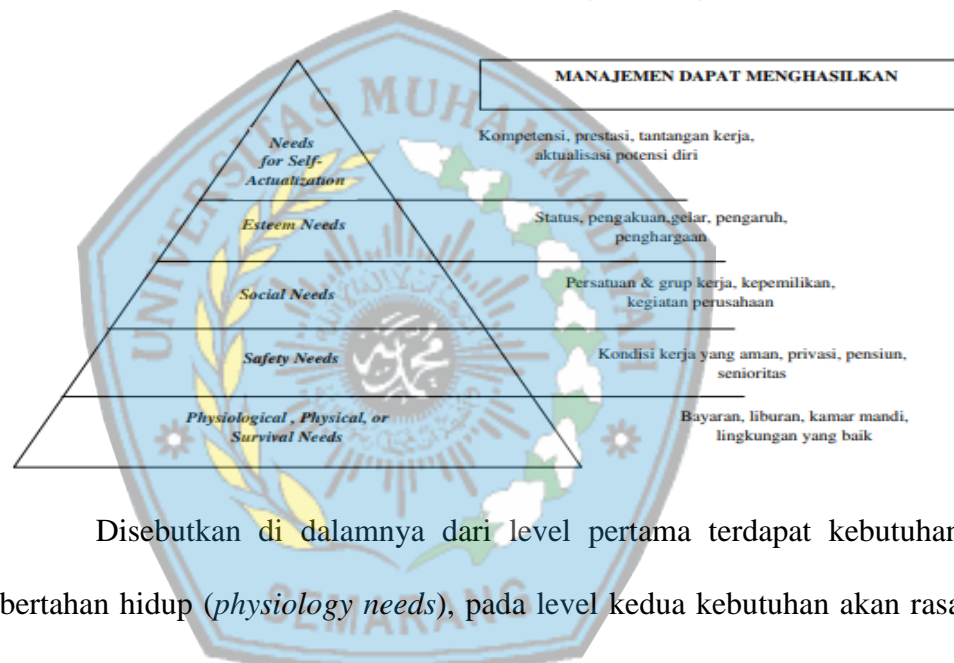 MANAJEMEN DAPAT MENGHASILKAN
Needs
for Self-
Actualization
Kompetensi, prestasi, tantangan kerja,
aktualisasi potensi diri
Esteem Needs
Status, pengakuan,gelar, pengaruh,
penghargaan
Social Needs
Persatuan & grup kerja, kepemilikan,
kegiatan perusahaan
Safety Needs
Kondisi kerja yang aman, privasi, pensiun,
senioritas
Physiological , Physical, or
Survival Needs
Bayaran, liburan, kamar mandi,
lingkungan yang baik
Disebutkan di dalamnya dari level pertama terdapat kebutuhan
bertahan hidup (physiology needs), pada level kedua kebutuhan akan rasa
UNIVERSITAS MUHAMMADIYAH
SEMARANG